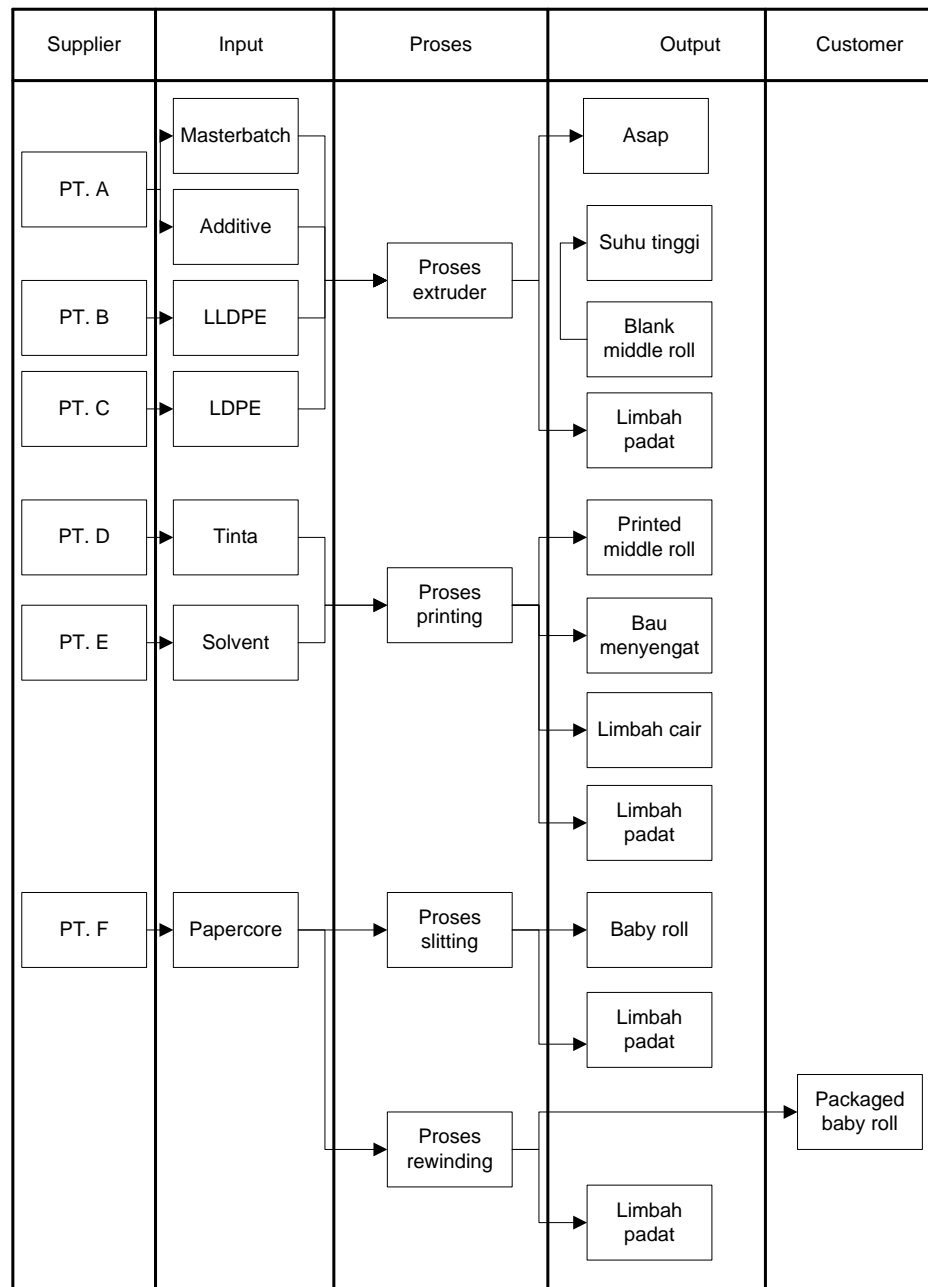 Supplier
Input
Proses
Output
Customer
Masterbatch
Asap
PT. A
Additive
Suhu tinggi
Proses
extruder
PT. B
LLDPE
Blank
middle roll
PT. C
LDPE
Limbah
padat
PT. D
Tinta
Printed
middle roll
Proses
printing
PT. E
Solvent
Bau
menyengat
Limbah cair
Limbah
padat
PT. F
Papercore
Proses
slitting
Baby roll
Limbah
padat
Packaged
baby roll
Proses
rewinding
Limbah
padat